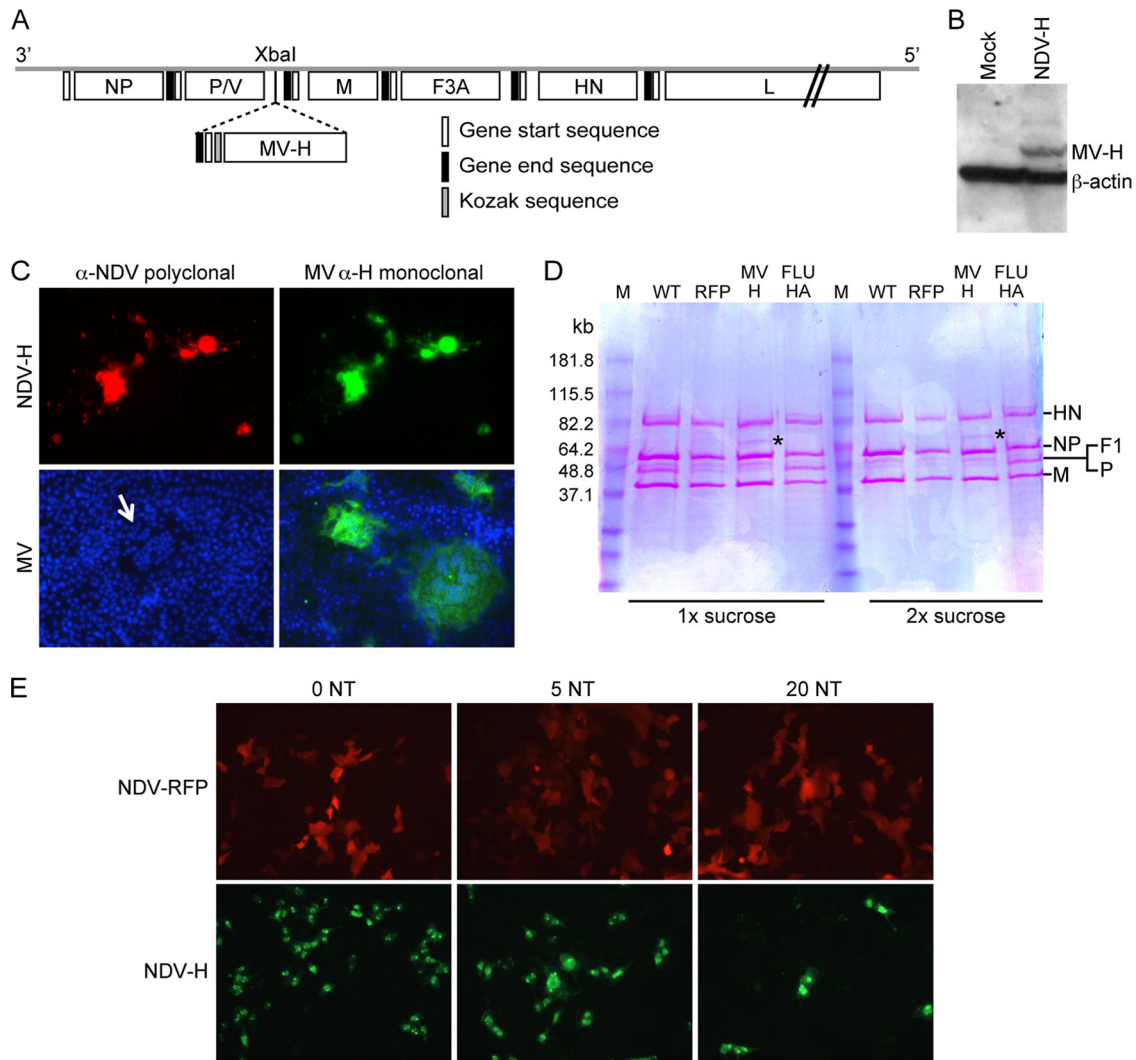 A
3’ XbaI 5’
NP P/V M F3A HN L
MV-H
Gene start sequence
Gene end sequence
Kozak sequence
B
Mock NDV-H
MV-H
β-actin
C
α-NDV polyclonal MV α-H monoclonal
NDV-H
MV
D
MV FLU MV FLU
M WT RFP H HA M WT RFP H HA
kb
181.8
115.5
82.2
64.2
48.8
37.1
* *
HN
NP F1
P
M
1x sucrose 2x sucrose
E
0 NT 5 NT 20 NT
NDV-RFP
NDV-H